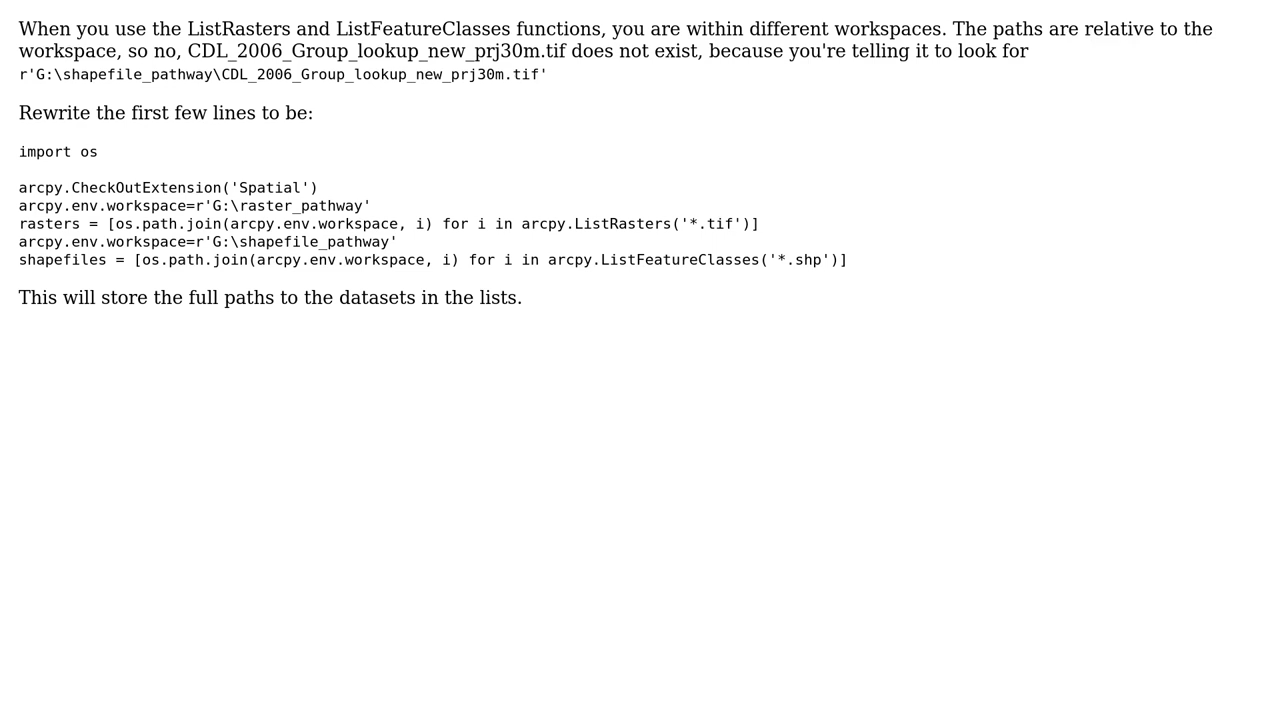 When you use the ListRasters and ListFeatureClasses functions, you are within different workspaces. The paths are relative to the
workspace, so no, CDL_2006_Group_lookup_new_prj30m.tif does not exist, because you're telling it to look for
r'G:\shapefile_pathway\CDL_2006_Group_lookup_new_prj30m.tif'
Rewrite the first few lines to be:
import os
arcpy.CheckOutExtension('Spatial')
arcpy.env.workspace=r'G:\raster_pathway'
rasters = [os.path.join(arcpy.env.workspace, i) for i in arcpy.ListRasters('*.tif')]
arcpy.env.workspace=r'G:\shapefile_pathway'
shapefiles = [os.path.join(arcpy.env.workspace, i) for i in arcpy.ListFeatureClasses('*.shp')]
This will store the full paths to the datasets in the lists.